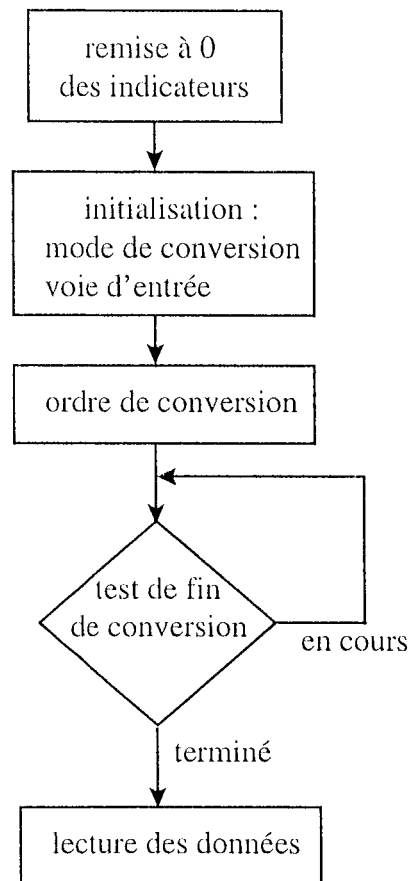 remise à 0
des indicateurs
initialisation :
mode de conversion
voie d'entrée
ordre de conversion
test de fin
de conversion
en cours
terminé
lecture des données